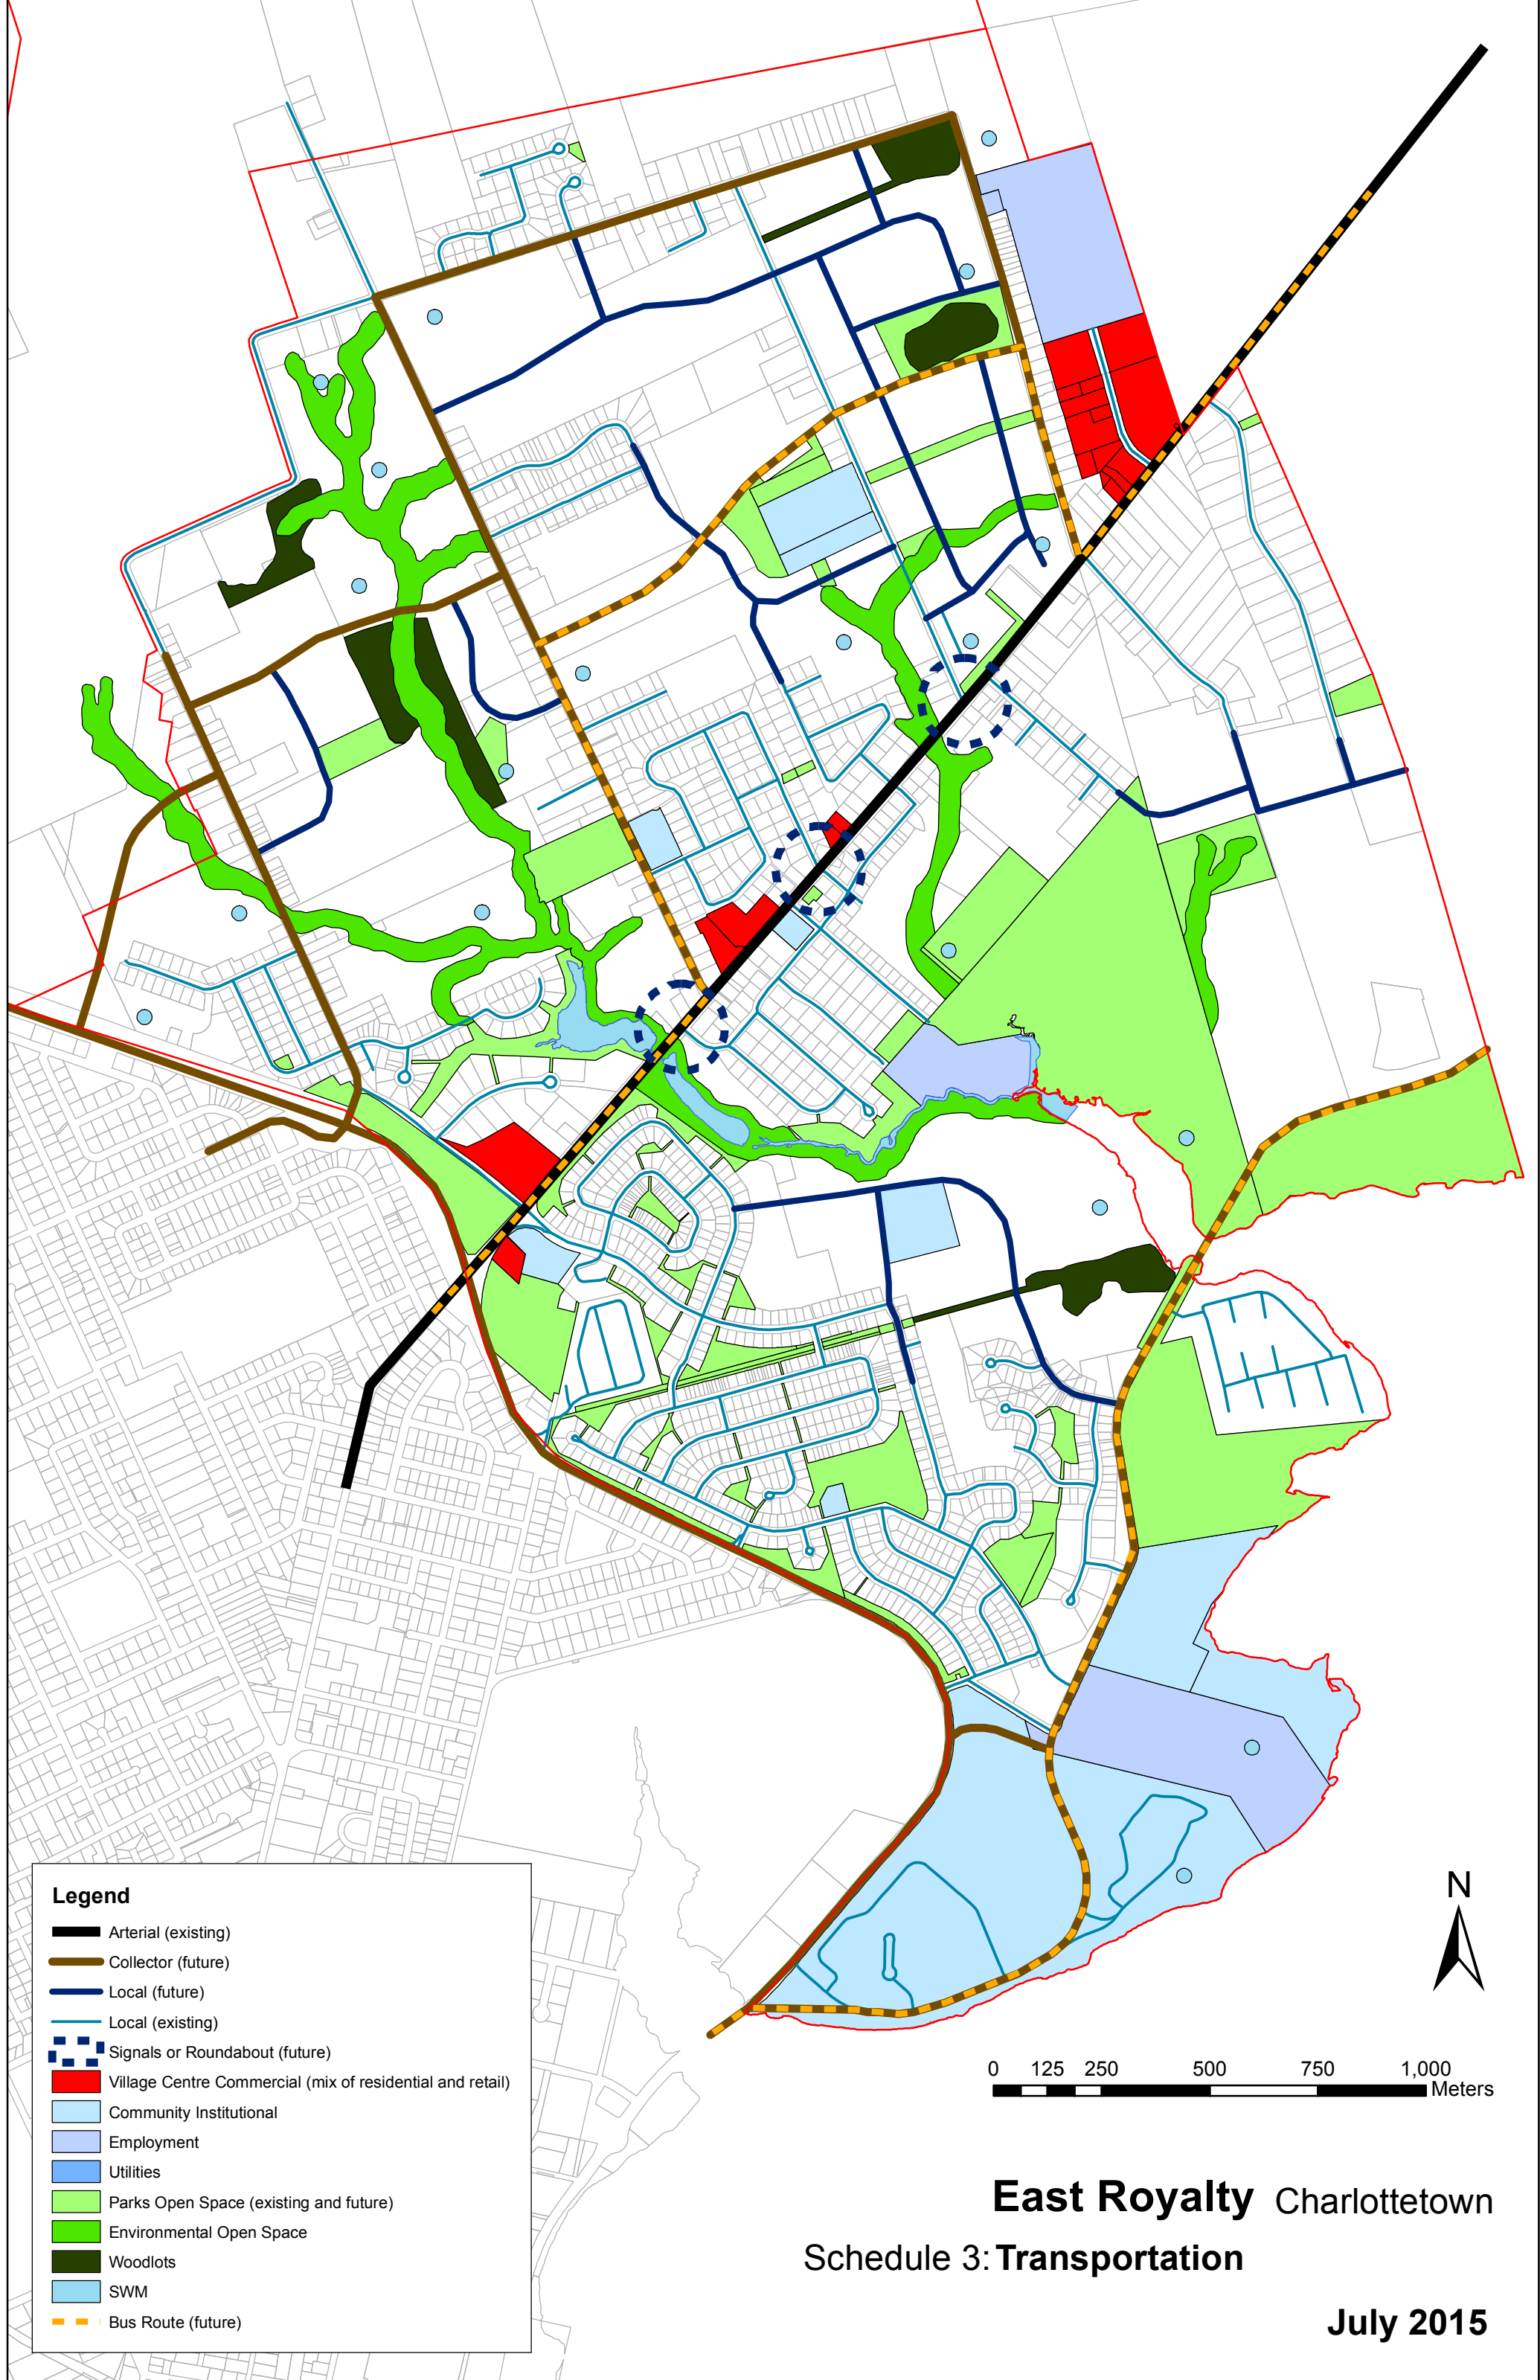 Legend
Arterial (existing)
Collector (future)
Local (future)
Local (existing)
Signals or Roundabout (future)
Village Centre Commercial (mix of residential and retail)
Community Institutional
Employment
Utilities
Parks Open Space (existing and future)
Environmental Open Space
Woodlots
SWM
Bus Route (future)
N
0 125 250 500 750 1,000
Meters
East Royalty Charlottetown
Schedule 3: Transportation
July 2015